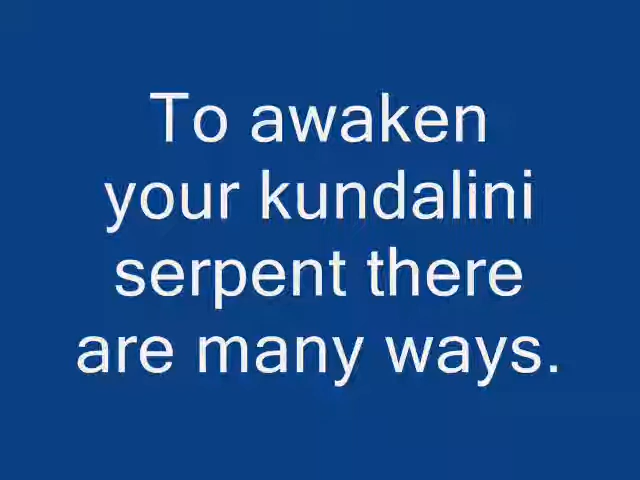 To awaken
your kundalini
serpent there
are many ways.